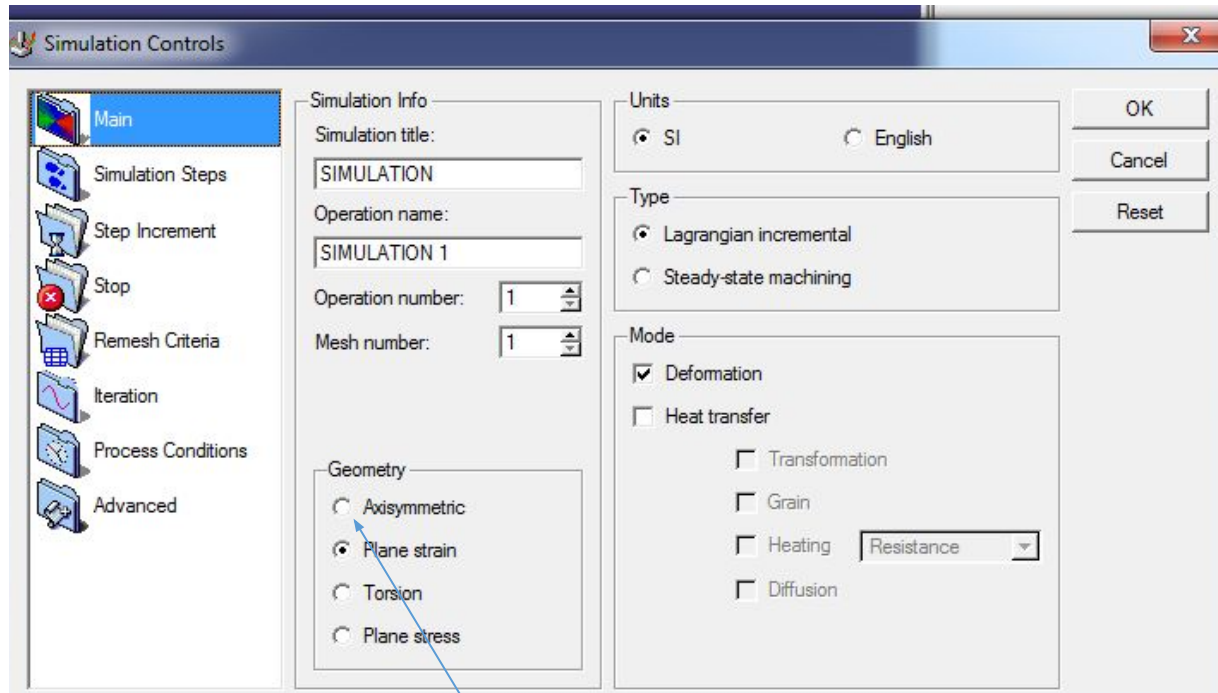 Simulation Controls
Main
Simulation Steps
Step Increment
Stop
Remesh Criteria
Iteration
Process Conditions
Advanced
Simulation Info
Simulation title:
SIMULATION
Operation name:
SIMULATION 1
Operation number: 1
Mesh number: 1
Geometry
Axisymmetric
Plane strain
Torsion
Plane stress
Units
SI English
Type
Lagrangian incremental
Steady-state machining
Mode
Deformation
Heat transfer
Transformation
Grain
Heating Resistance
Diffusion
OK
Cancel
Reset